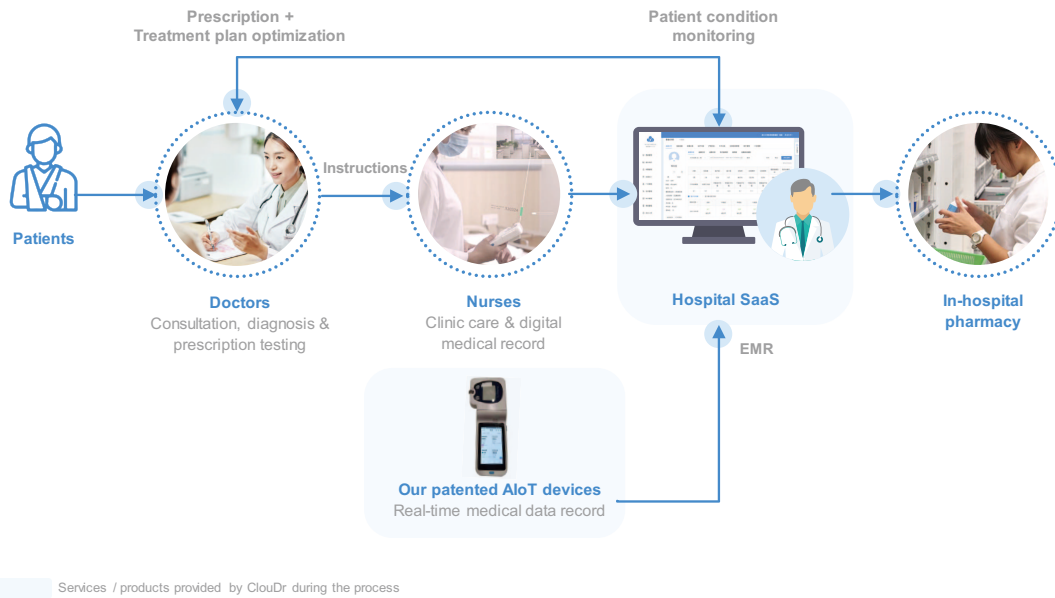 Prescription +
Treatment plan optimization
Patient condition
monitoring
Instructions
Patients
Doctors
Consultation, diagnosis &
prescription testing
Nurses
Clinic care & digital
medical record
Hospital SaaS
In-hospital
pharmacy
EMR
Our patented AIoT devices
Real-time medical data record
Services / products provided by ClouDr during the process